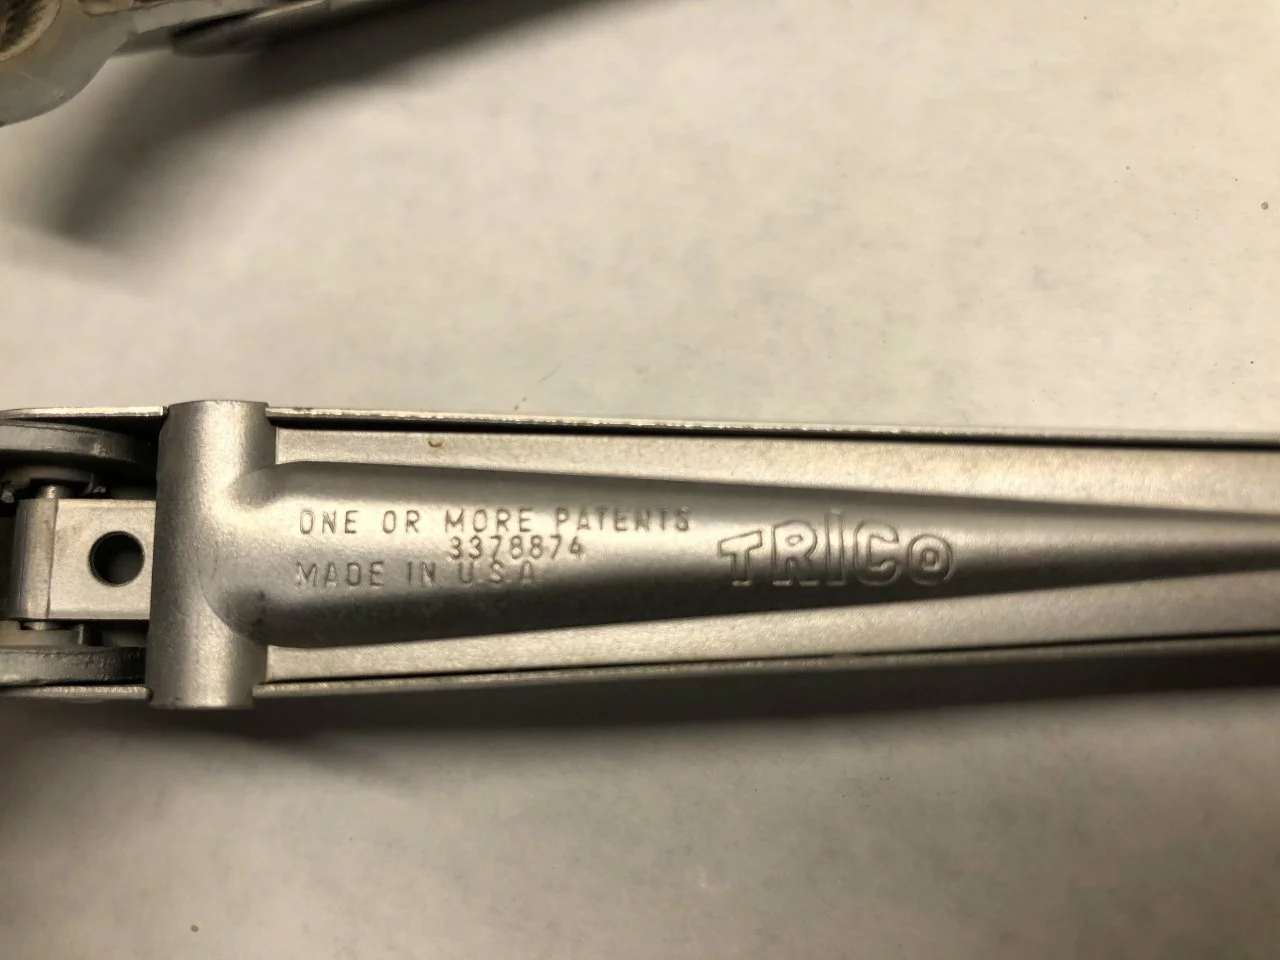 ONE OR MORE PATENTS
3378874
MADE IN U.S.A
TRICO